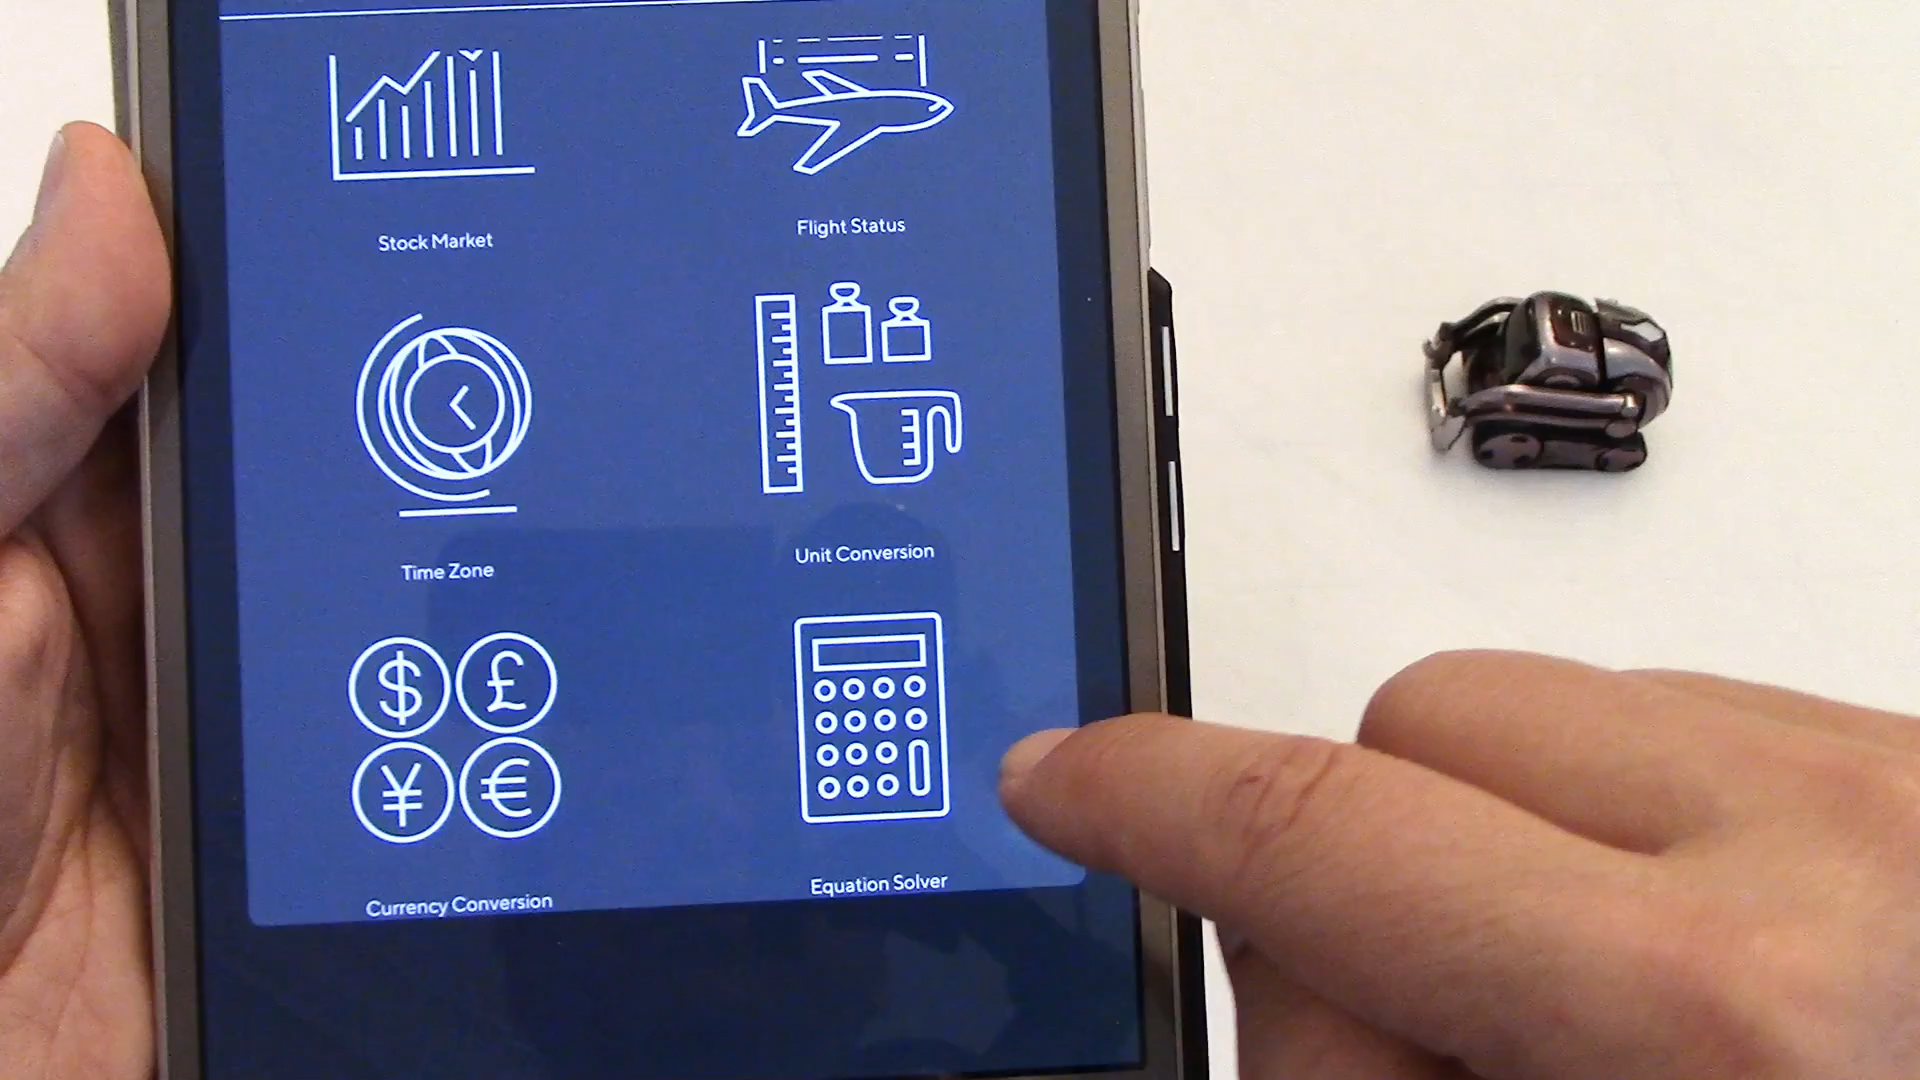 Stock Market
Flight Status
Time Zone
Unit Conversion
$ £
¥ €
Currency Conversion
Equation Solver